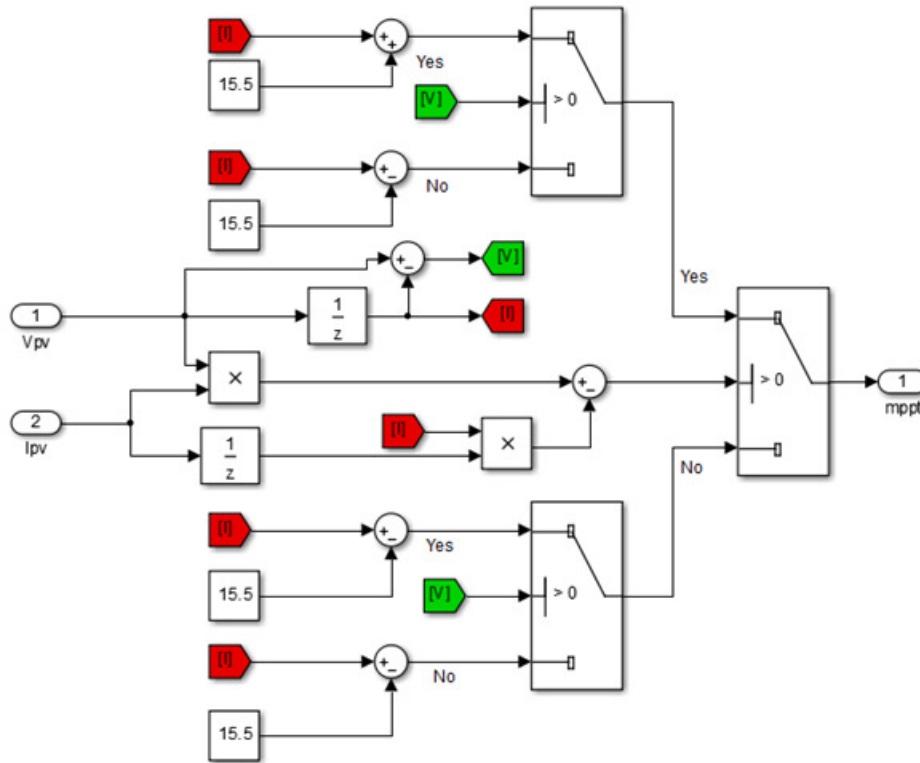 [I]
+
+
15.5
Yes
[V]
> 0
[I]
+
-
15.5
No
+
-
[V]
[I]
1
Vpv
1
z
Yes
×
+
-
> 0
1
mppt
2
Ipv
1
z
[I]
×
No
[I]
+
-
Yes
15.5
[V]
> 0
[I]
+
-
No
15.5